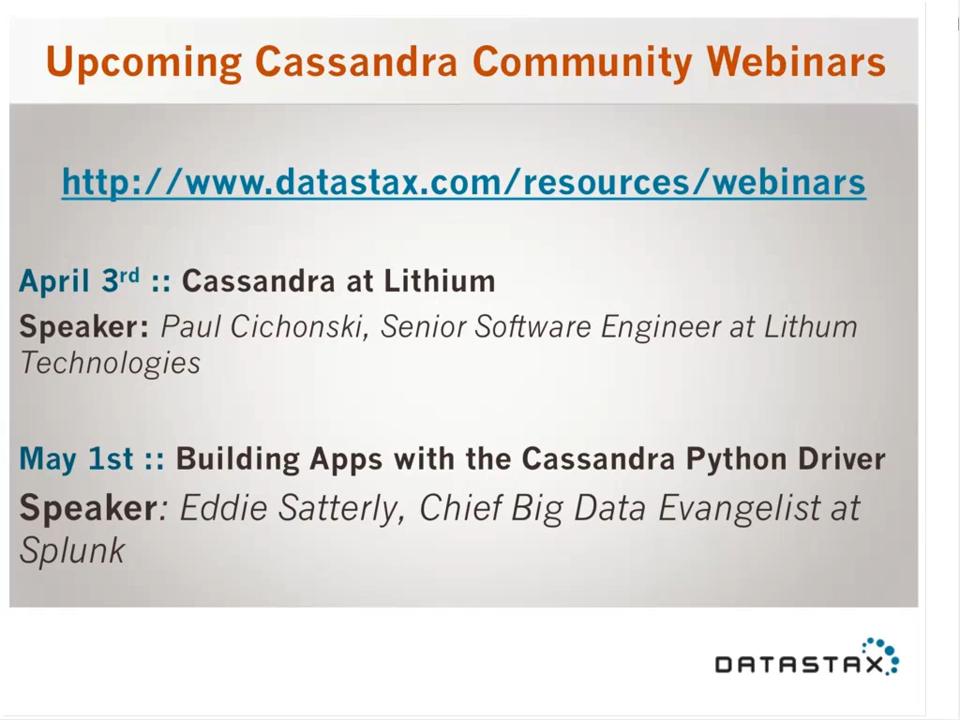 Upcoming Cassandra Community Webinars
http://www.datastax.com/resources/webinars
April 3rd :: Cassandra at Lithium
Speaker: Paul Cichonski, Senior Software Engineer at Lithum
Technologies
May 1st :: Building Apps with the Cassandra Python Driver
Speaker: Eddie Satterly, Chief Big Data Evangelist at
Splunk
DATASTAX